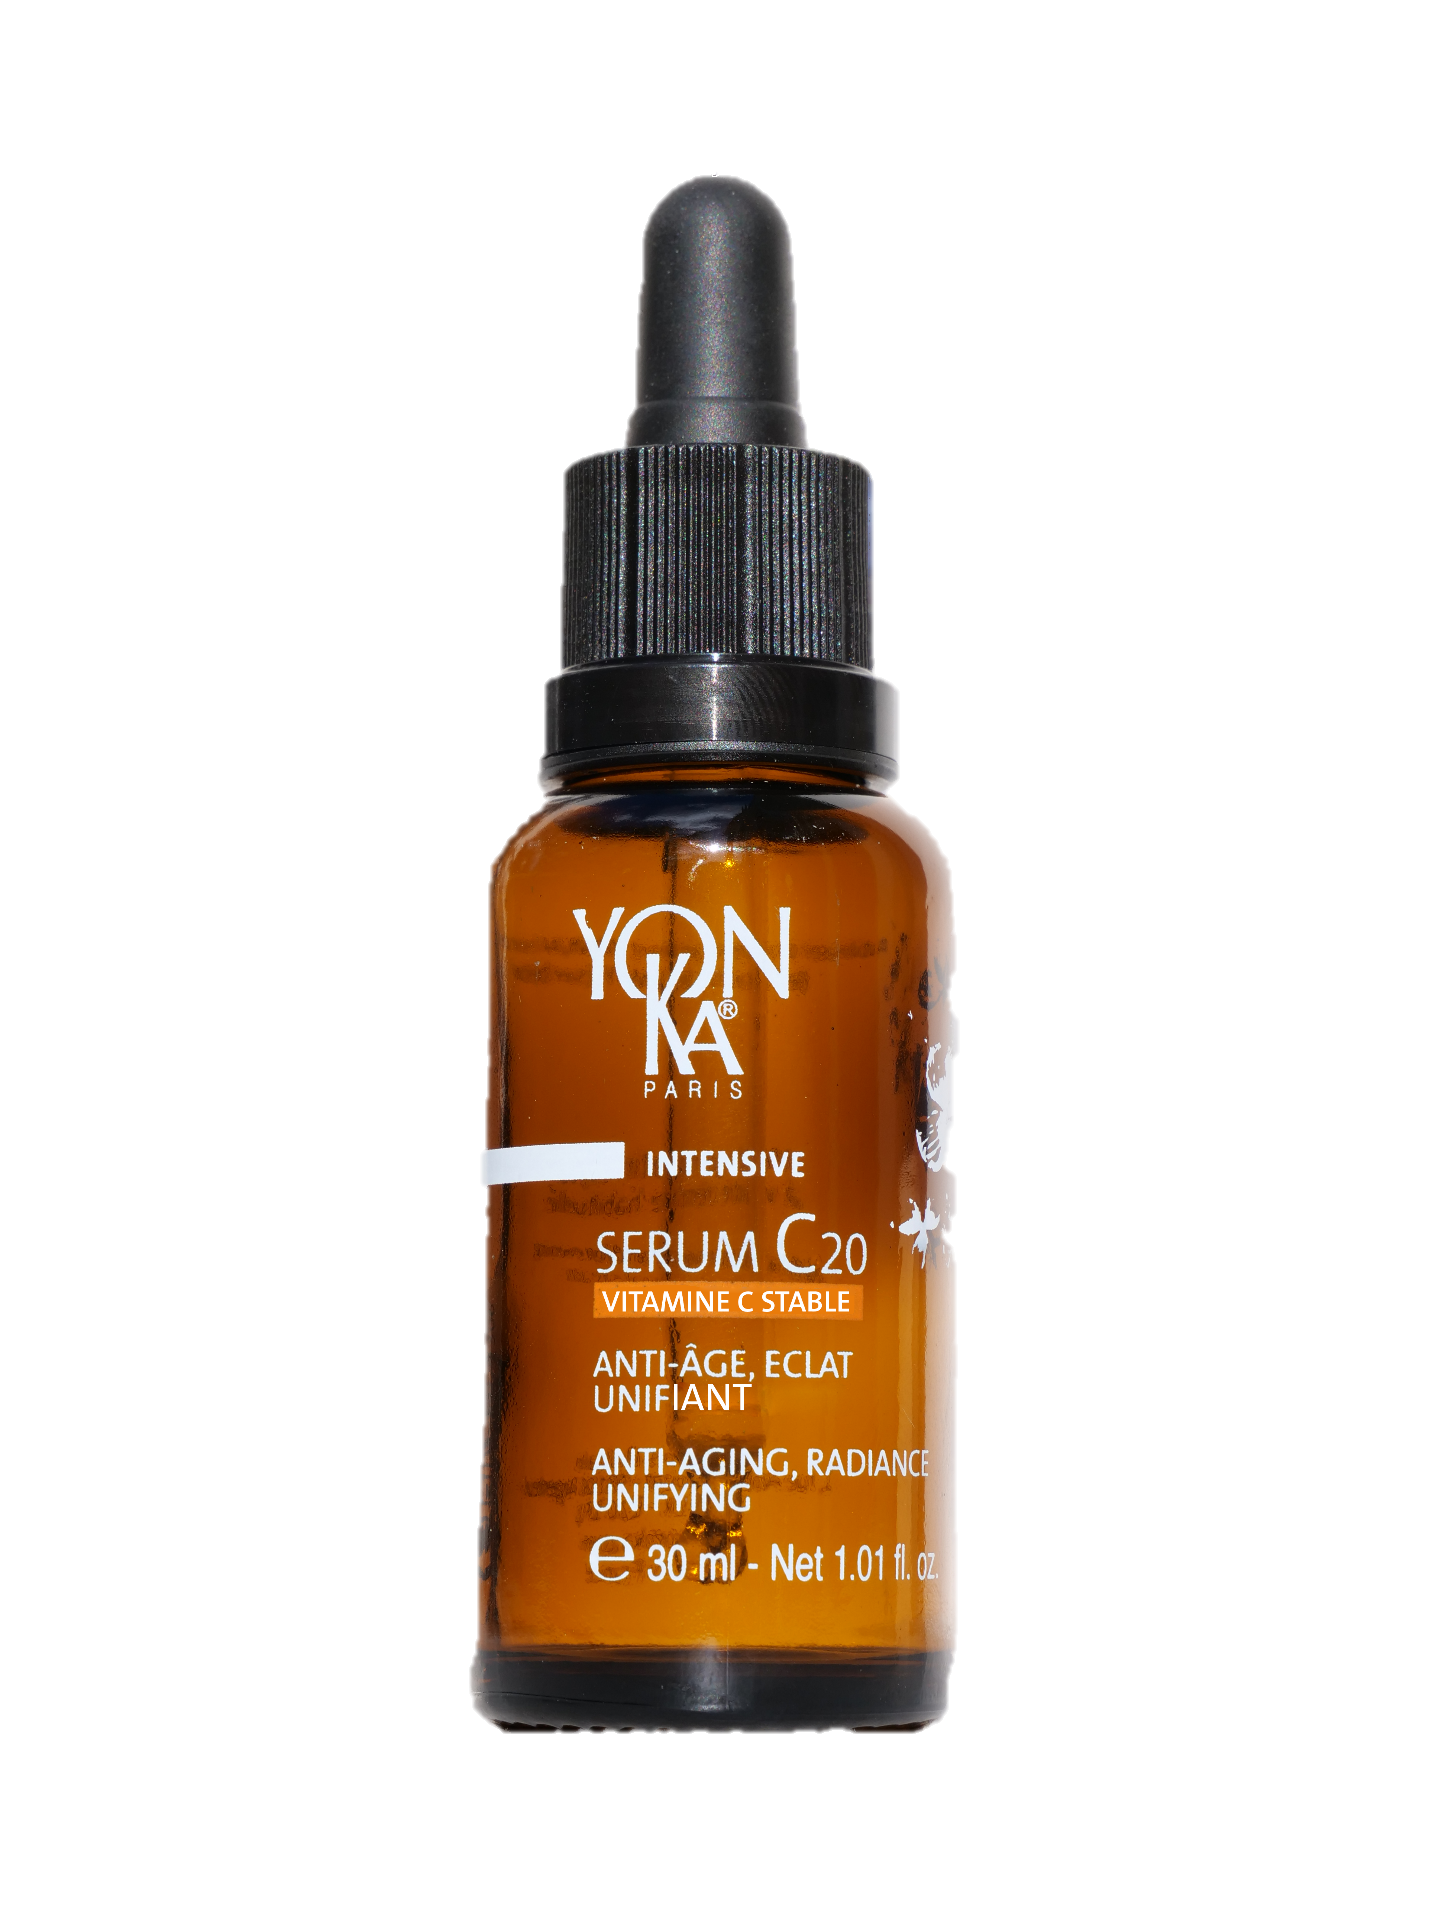 YON
KA®
PARIS
INTENSIVE
SERUM C20
VITAMINE C STABLE
ANTI-ÂGE, ECLAT
UNIFIANT
ANTI-AGING, RADIANCE
UNIFYING
℮ 30 ml - Net 1.01 fl. oz.